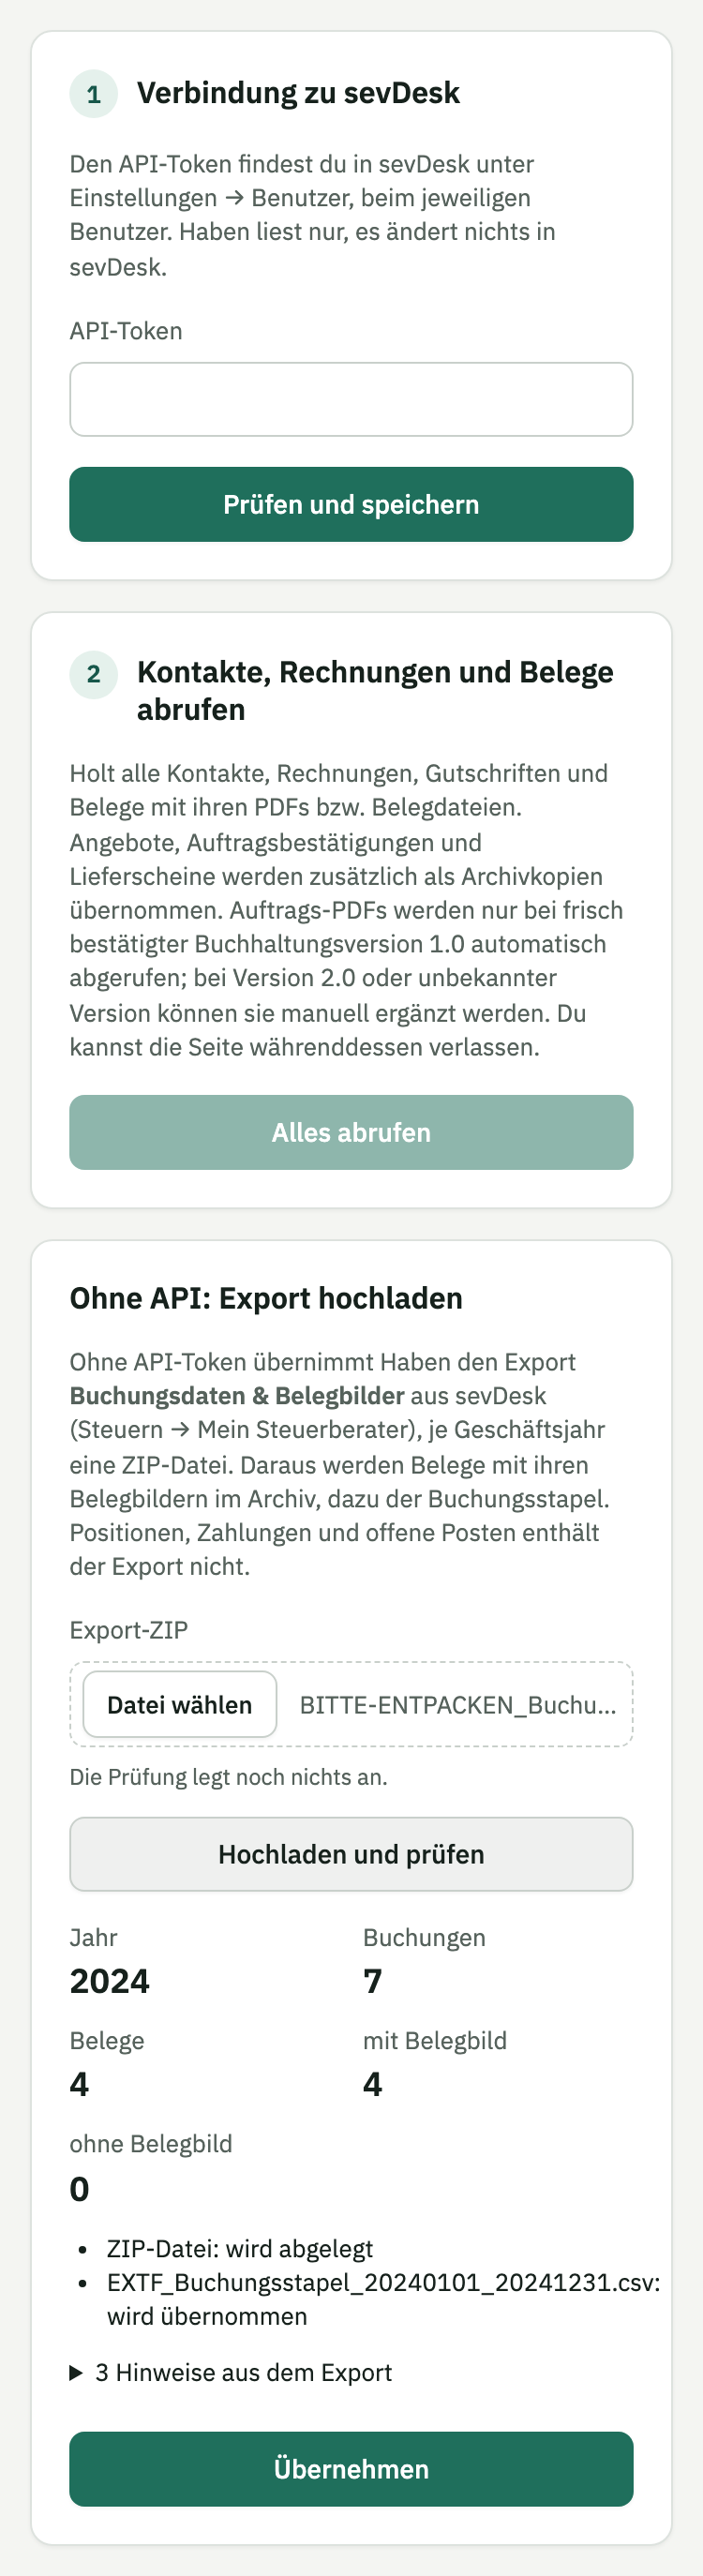 1 Verbindung zu sevDesk
Den API-Token findest du in sevDesk unter
Einstellungen → Benutzer, beim jeweiligen
Benutzer. Haben liest nur, es ändert nichts in
sevDesk.
API-Token
Prüfen und speichern
2 Kontakte, Rechnungen und Belege
abrufen
Holt alle Kontakte, Rechnungen, Gutschriften und
Belege mit ihren PDFs bzw. Belegdateien.
Angebote, Auftragsbestätigungen und
Lieferscheine werden zusätzlich als Archivkopien
übernommen. Auftrags-PDFs werden nur bei frisch
bestätigter Buchhaltungsversion 1.0 automatisch
abgerufen; bei Version 2.0 oder unbekannter
Version können sie manuell ergänzt werden. Du
kannst die Seite währenddessen verlassen.
Alles abrufen
Ohne API: Export hochladen
Ohne API-Token übernimmt Haben den Export
Buchungsdaten & Belegbilder aus sevDesk
(Steuern → Mein Steuerberater), je Geschäftsjahr
eine ZIP-Datei. Daraus werden Belege mit ihren
Belegbildern im Archiv, dazu der Buchungsstapel.
Positionen, Zahlungen und offene Posten enthält
der Export nicht.
Export-ZIP
Datei wählen BITTE-ENTPACKEN_Buchu...
Die Prüfung legt noch nichts an.
Hochladen und prüfen
Jahr Buchungen
2024 7
Belege mit Belegbild
4 4
ohne Belegbild
0
• ZIP-Datei: wird abgelegt
• EXTF_Buchungsstapel_20240101_20241231.csv:
wird übernommen
▶ 3 Hinweise aus dem Export
Übernehmen